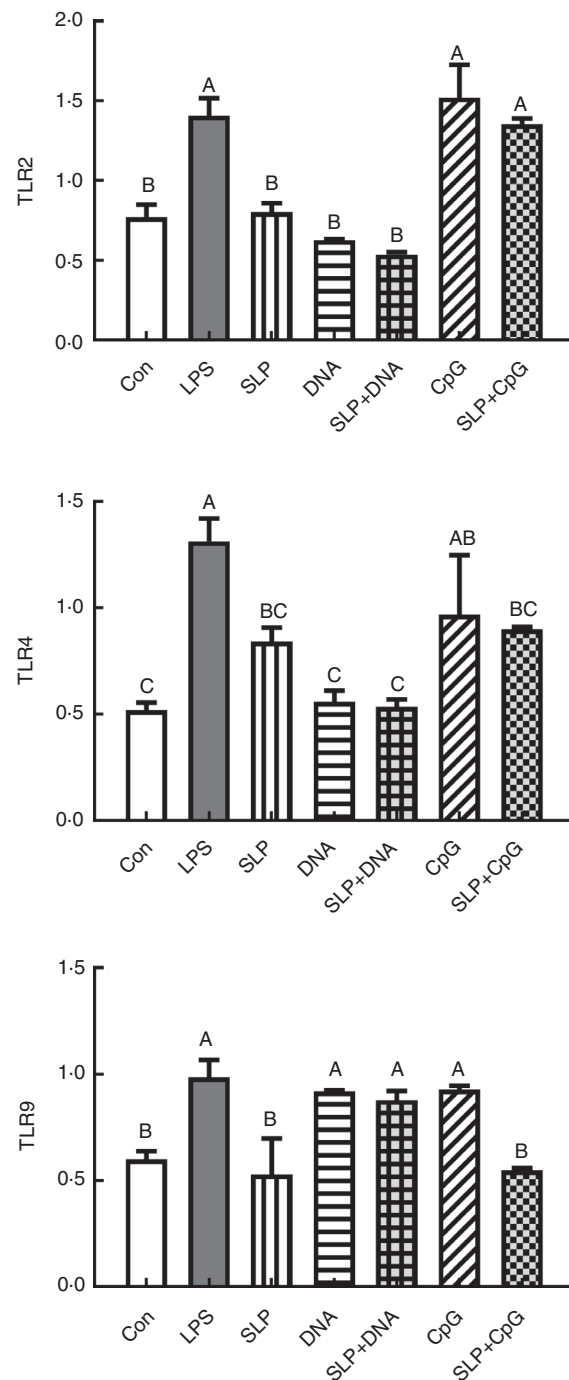 2·0
A
A
A
1·5
TLR2
1·0
B
B
B
B
0·5
0·0
Con
LPS
SLP
DNA
SLP+DNA
CpG
SLP+CpG
1·5
A
AB
1·0
TLR4
BC
BC
C
C
C
0·5
0·0
Con
LPS
SLP
DNA
SLP+DNA
CpG
SLP+CpG
1·5
A
A
A
A
1·0
TLR9
B
B
B
0·5
0·0
Con
LPS
SLP
DNA
SLP+DNA
CpG
SLP+CpG